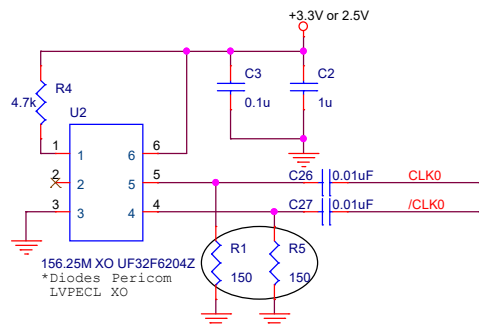 +3.3V or 2.5V
R4
4.7k
C3
0.1u
C2
1u
U2
1
1
6
6
2
2
5
5
3
3
4
4
C26
0.01uF
CLK0
C27
0.01uF
/CLK0
R1
150
R5
150
156.25M XO UF32F6204Z
*Diodes Pericom
LVPECL XO